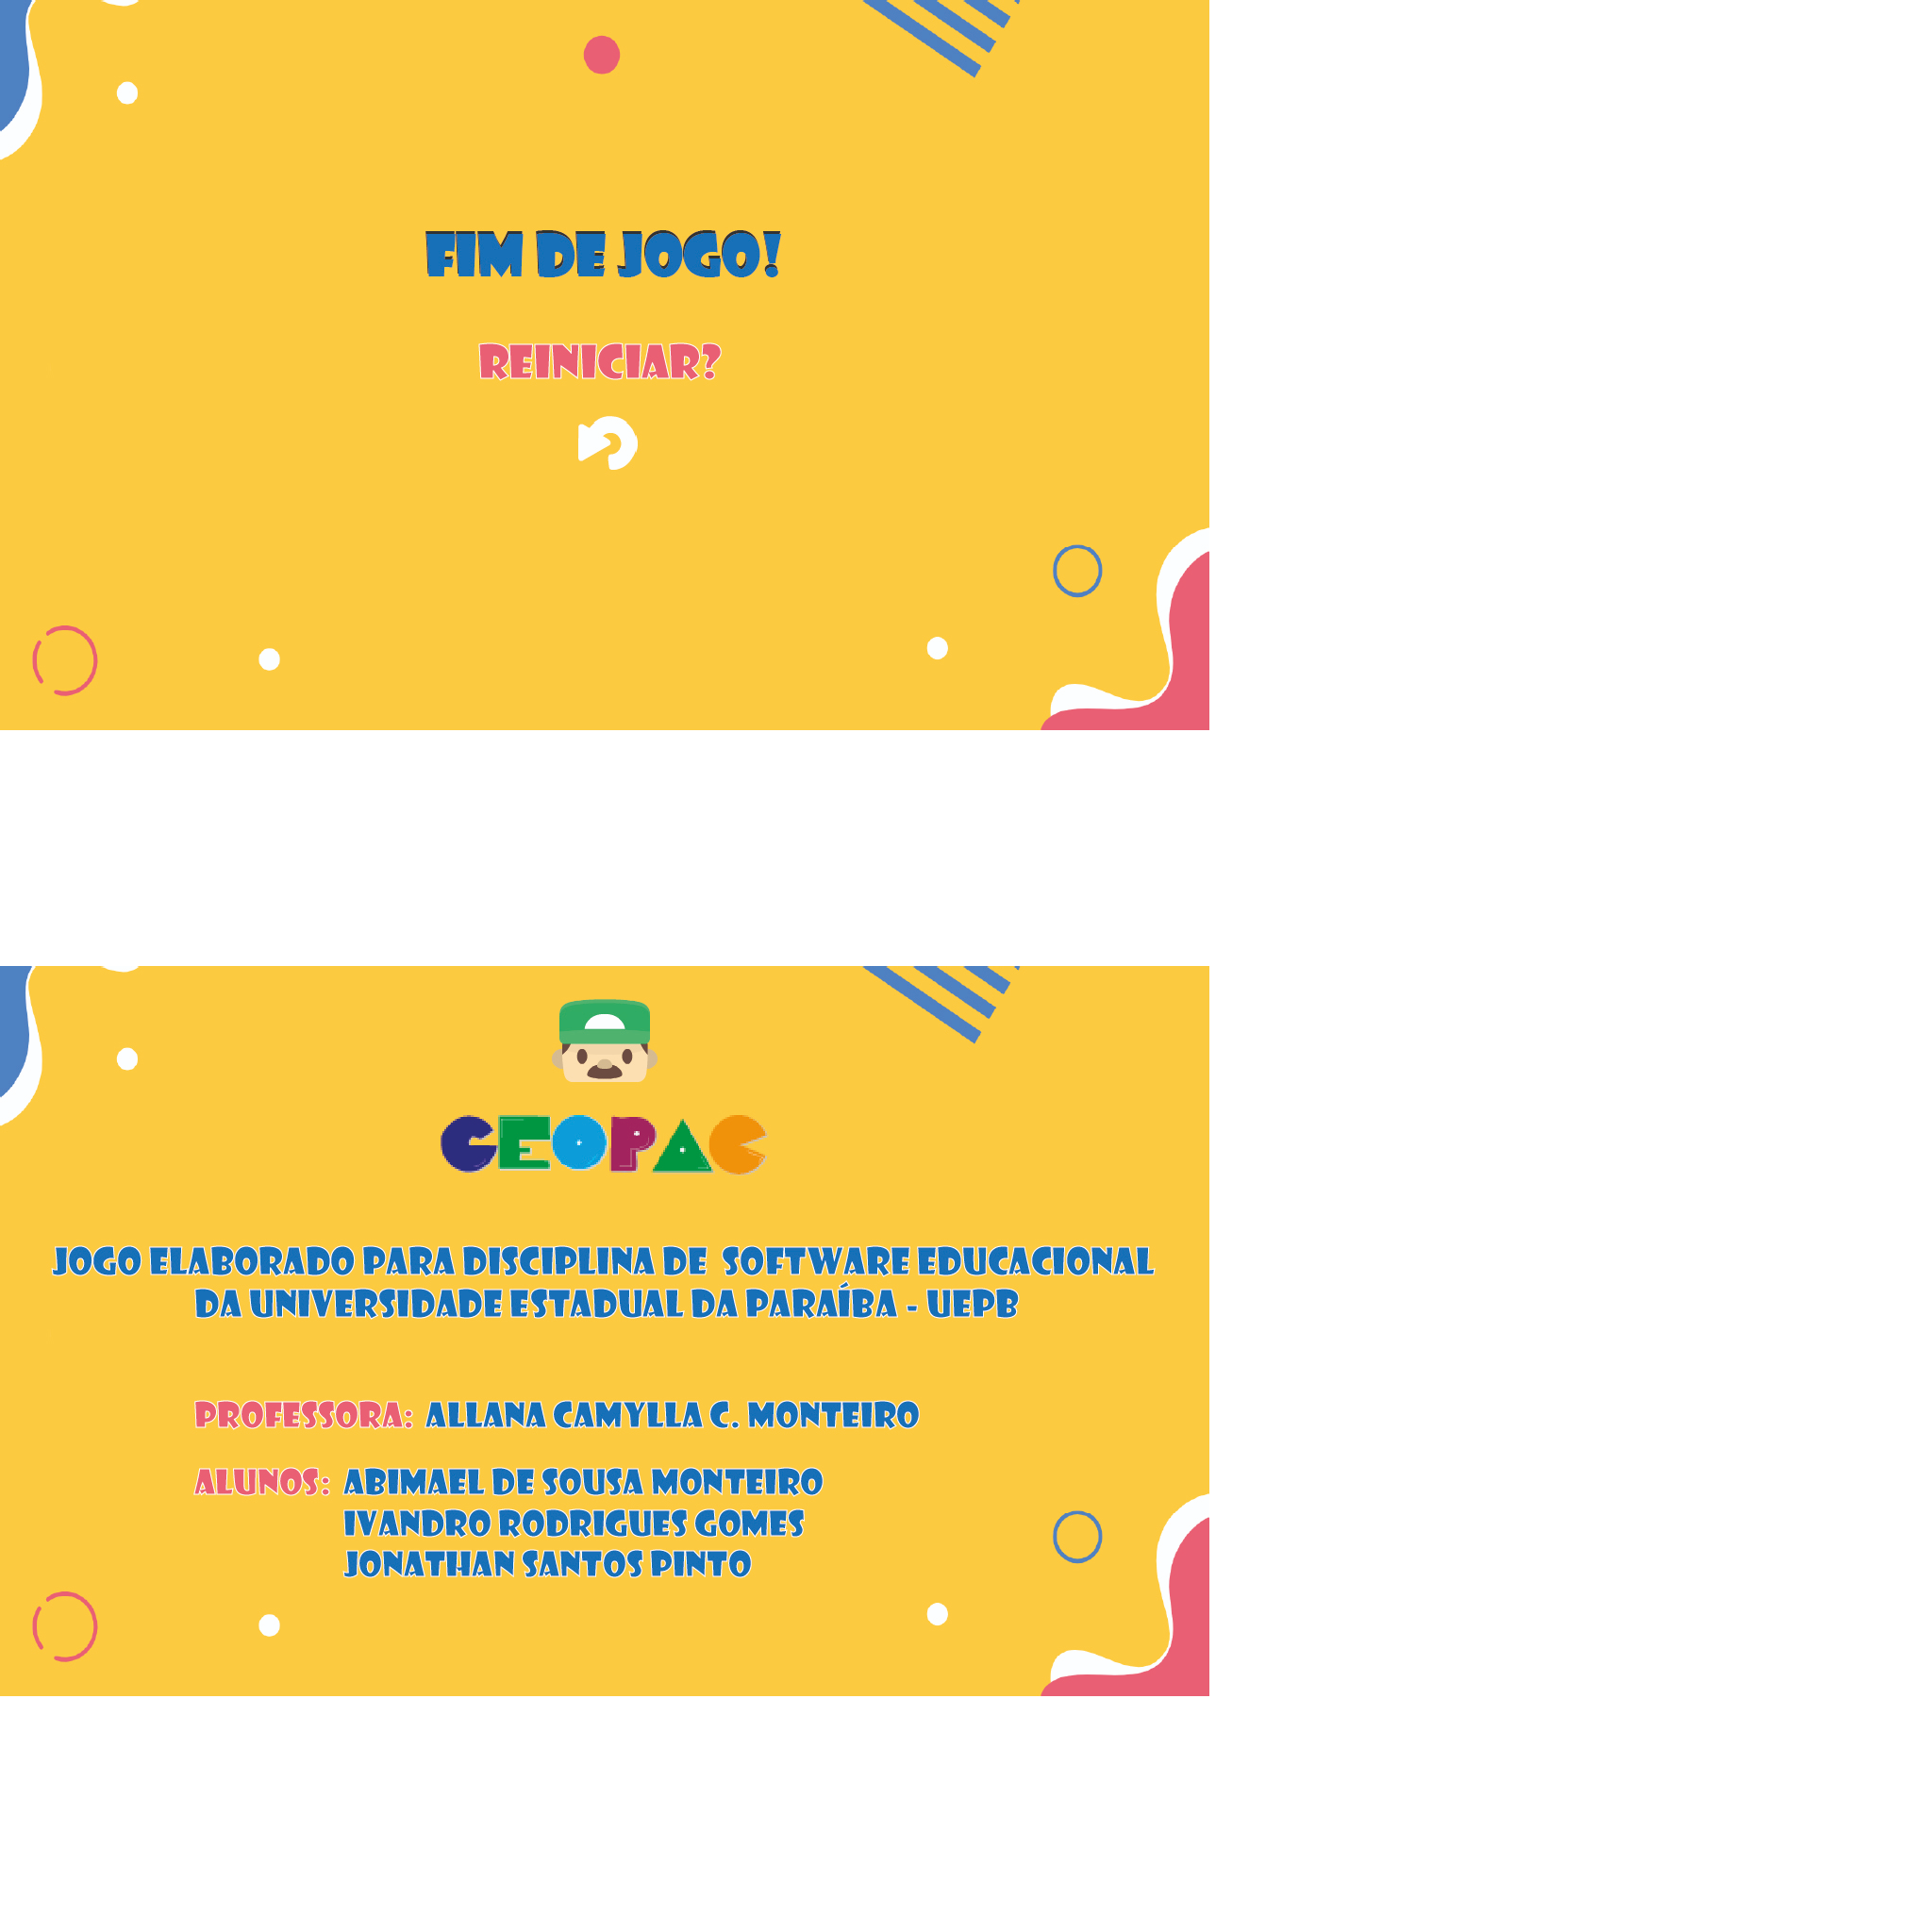 FIM DE JOGO!
REINICIAR?
GEOPAC
JOGO ELABORADO PARA DISCIPLINA DE SOFTWARE EDUCACIONAL
DA UNIVERSIDADE ESTADUAL DA PARAÍBA - UEPB
PROFESSORA: ALLANA CAMYLLA C. MONTEIRO
ALUNOS: ABIMAEL DE SOUSA MONTEIRO
IVANDRO RODRIGUES GOMES
JONATHAN SANTOS PINTO